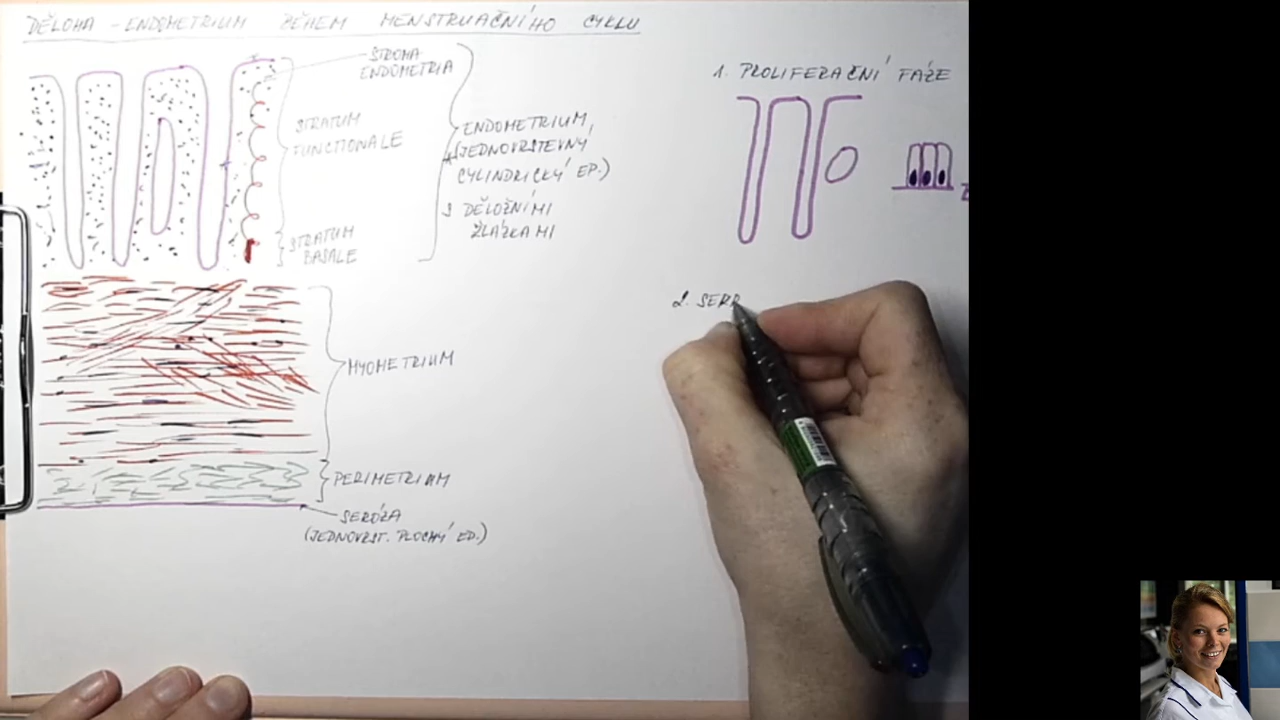 DĚLOHA - ENDOMETRIUM BĚHEM MENSTRUAČNÍHO CYKLU
STROMA
ENDOMETRIA
STRATUM
FUNCTIONALE
STRATUM
BASALE
ENDOMETRIUM
(JEDNOVRSTEVNÝ
CYLINDRICKÝ EP.)
S DĚLOŽNÍMI
ŽLÁZKAMI
MYOMETRIUM
PERIMETRIUM
SERÓZA
(JEDNOVRST. PLOCHÝ EP.)
1. PROLIFERAČNÍ FÁZE
2. SEKR